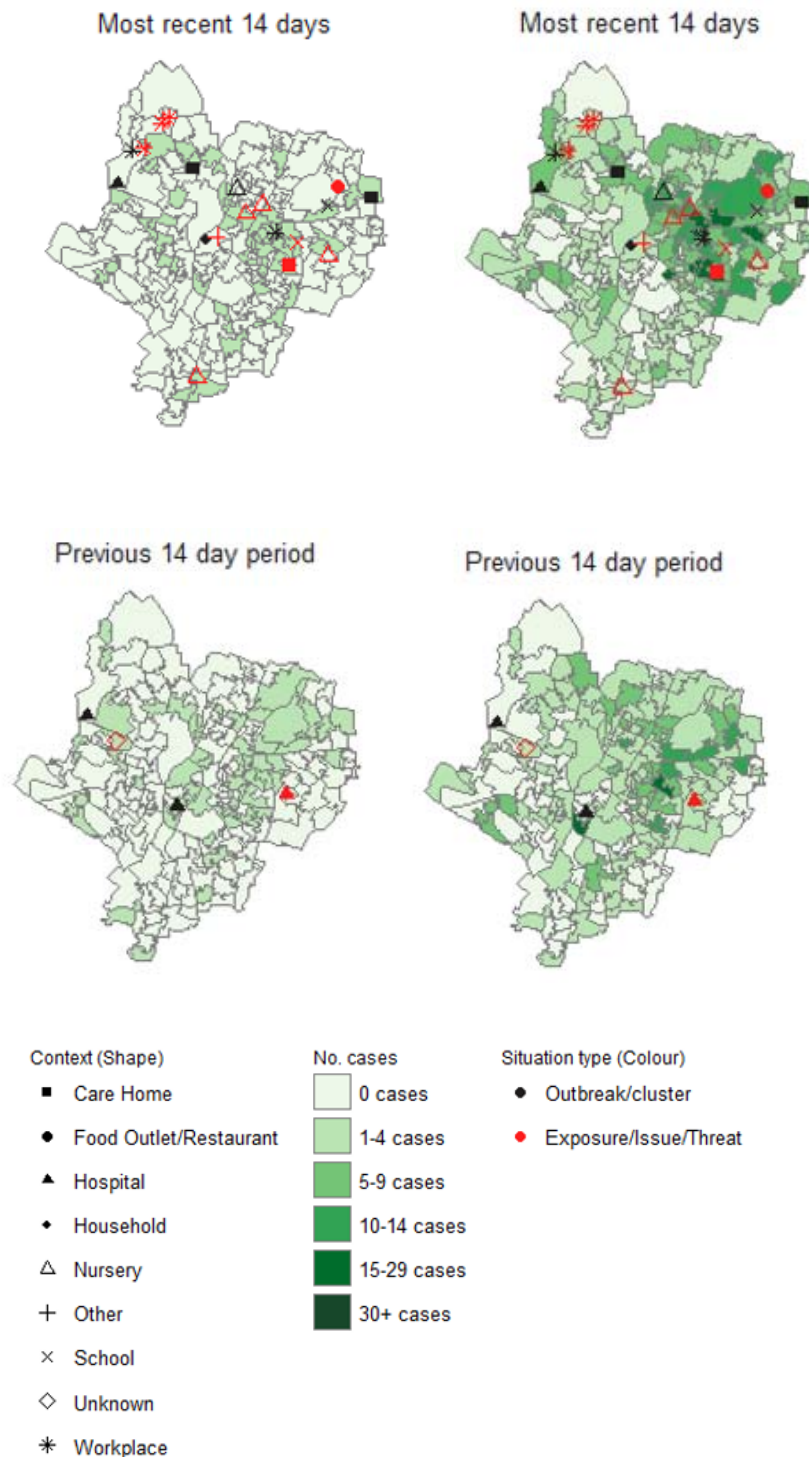 Most recent 14 days
Most recent 14 days
Previous 14 day period
Previous 14 day period
Context (Shape)
Care Home
Food Outlet/Restaurant
Hospital
Household
Nursery
Other
School
Unknown
Workplace
No. cases
0 cases
1-4 cases
5-9 cases
10-14 cases
15-29 cases
30+ cases
Situation type (Colour)
Outbreak/cluster
Exposure/Issue/Threat